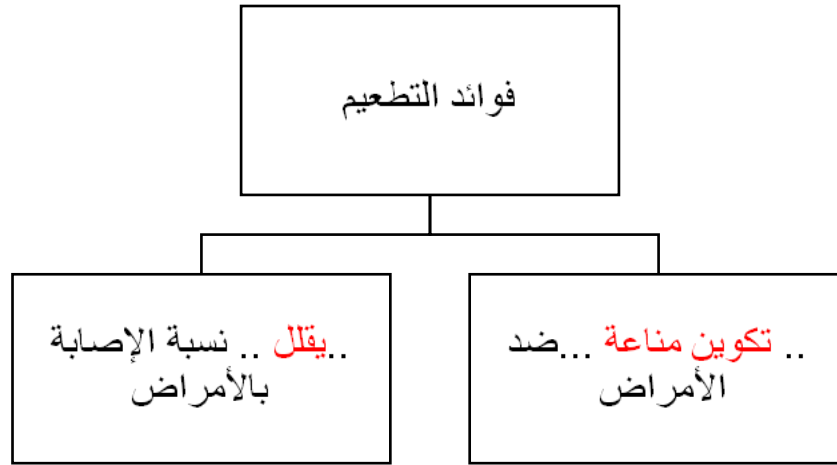 فوائد التطعيم
.. تكوين مناعة ...ضد
الأمراض
..يقلل .. نسبة الإصابة
بالأمراض